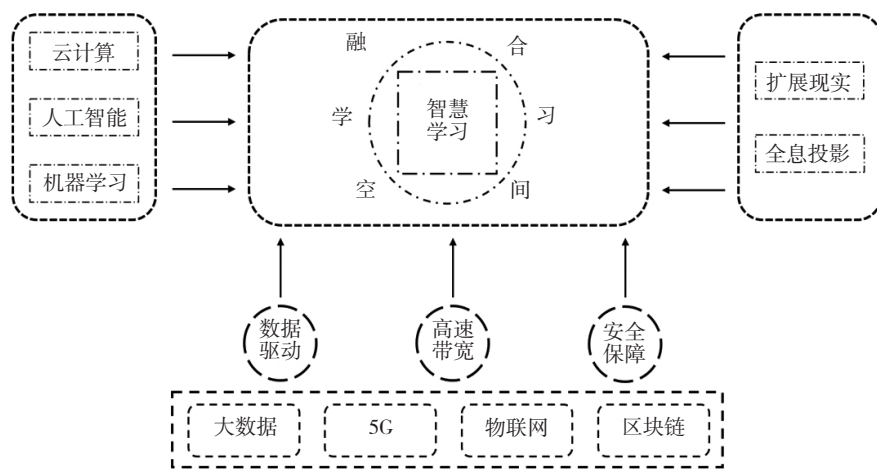 云计算
人工智能
机器学习
融 合
学 习
空 间
智慧
学习
扩展现实
全息投影
数据
驱动
高速
带宽
安全
保障
大数据
5G
物联网
区块链